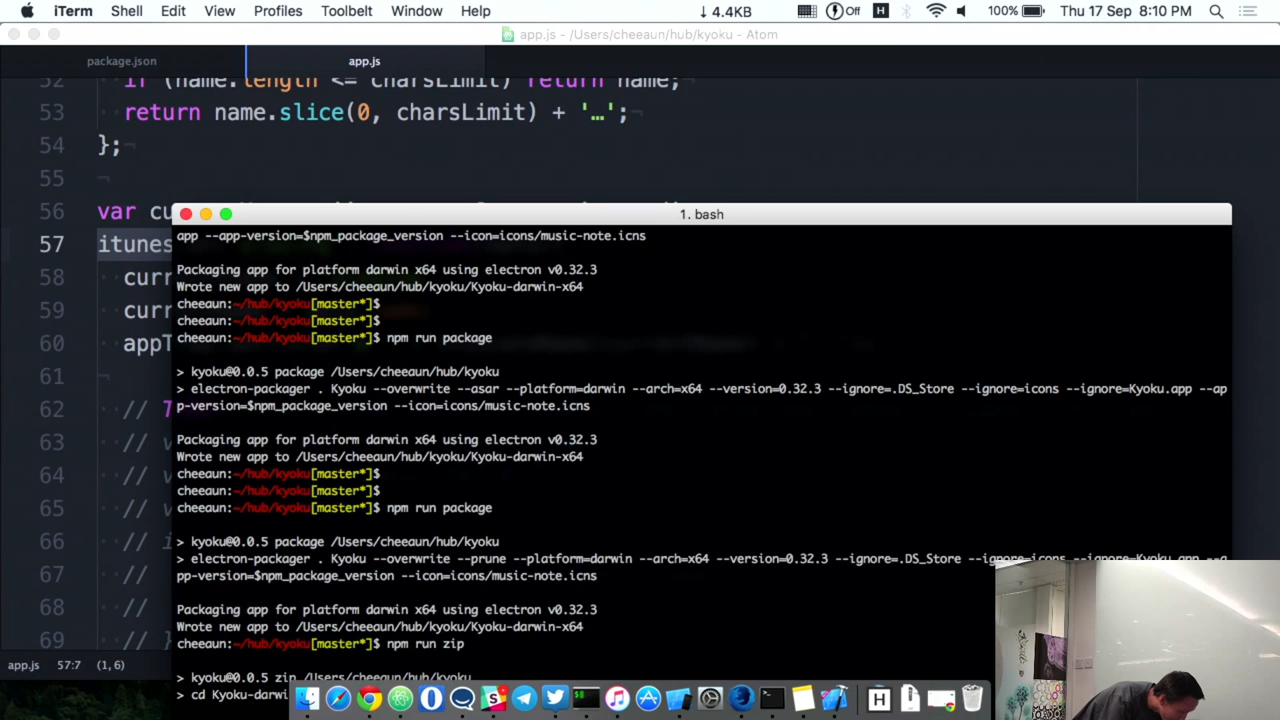 iTerm Shell Edit View Profiles Toolbelt Window Help ↓ 4.4KB Off H 100% Thu 17 Sep 8:10 PM
app.js - /Users/cheeaun/hub/kyoku - Atom
package.json app.js
52 if (name.length <= charsLimit) return name;
53 return name.slice(0, charsLimit) + '…';
54 };
55
56 var cu
57 itunes
58 curr
59 curr
60 appT
61
62 // T
63 // v
64 // v
65 // v
66 // i
67 //
68 //
69 // }
app.js 57:7 (1, 6)
1. bash
app --app-version=$npm_package_version --icon=icons/music-note.icns
Packaging app for platform darwin x64 using electron v0.32.3
Wrote new app to /Users/cheeaun/hub/kyoku/Kyoku-darwin-x64
cheeaun:~/hub/kyoku[master*]$
cheeaun:~/hub/kyoku[master*]$
cheeaun:~/hub/kyoku[master*]$ npm run package
> kyoku@0.0.5 package /Users/cheeaun/hub/kyoku
> electron-packager . Kyoku --overwrite --asar --platform=darwin --arch=x64 --version=0.32.3 --ignore=.DS_Store --ignore=icons --ignore=Kyoku.app --ap
p-version=$npm_package_version --icon=icons/music-note.icns
Packaging app for platform darwin x64 using electron v0.32.3
Wrote new app to /Users/cheeaun/hub/kyoku/Kyoku-darwin-x64
cheeaun:~/hub/kyoku[master*]$
cheeaun:~/hub/kyoku[master*]$
cheeaun:~/hub/kyoku[master*]$ npm run package
> kyoku@0.0.5 package /Users/cheeaun/hub/kyoku
> electron-packager . Kyoku --overwrite --prune --platform=darwin --arch=x64 --version=0.32.3 --ignore=.DS_Store --ignore=icons --ignore=Kyoku.app --a
pp-version=$npm_package_version --icon=icons/music-note.icns
Packaging app for platform darwin x64 using electron v0.32.3
Wrote new app to /Users/cheeaun/hub/kyoku/Kyoku-darwin-x64
cheeaun:~/hub/kyoku[master*]$ npm run zip
> kyoku@0.0.5 zip /Users/cheeaun/hub/kyoku
> cd Kyoku-darwi